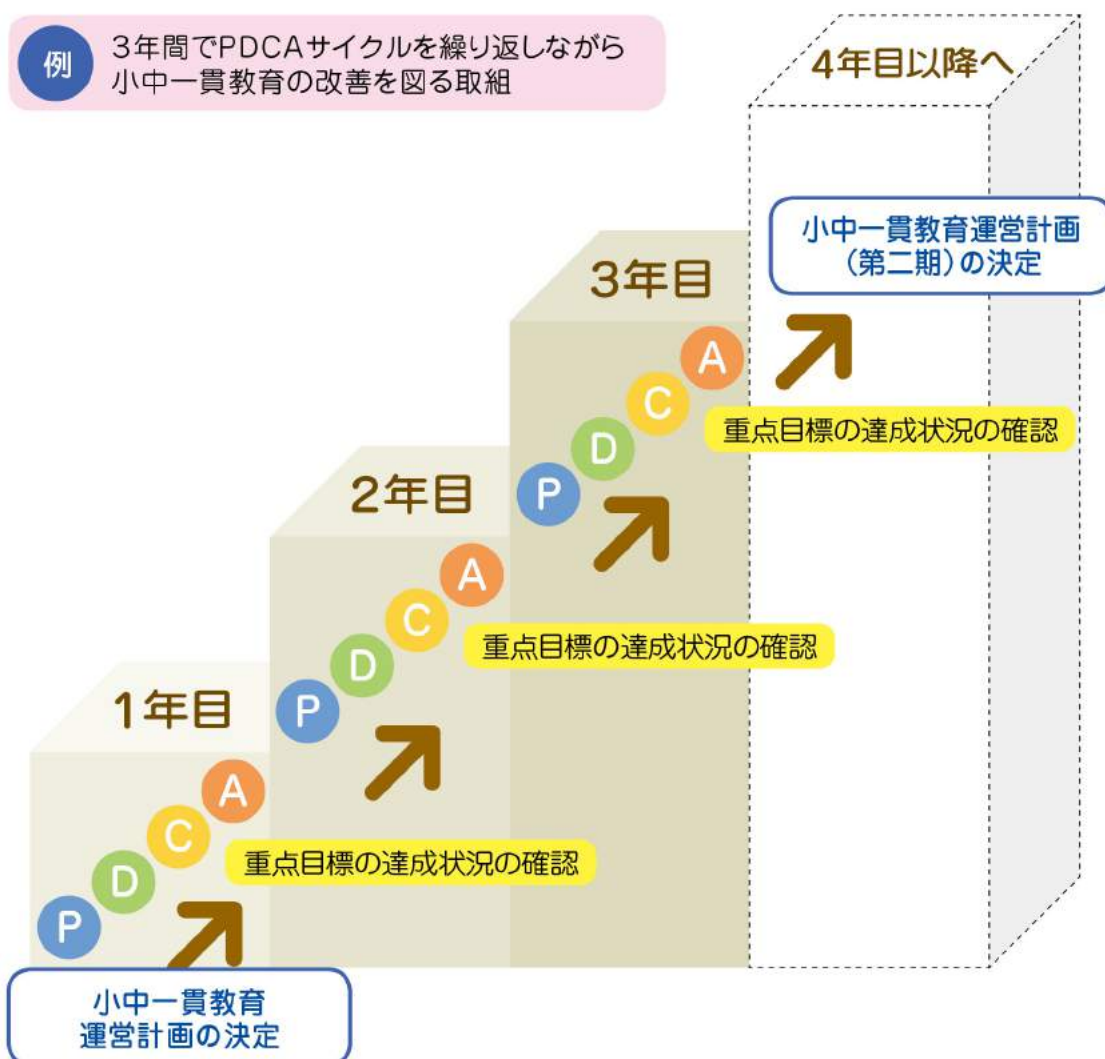 例
3年間でPDCAサイクルを繰り返しながら
小中一貫教育の改善を図る取組
4年目以降へ
小中一貫教育運営計画
(第二期)の決定
3年目
A
C
D
P
重点目標の達成状況の確認
2年目
A
C
D
P
重点目標の達成状況の確認
1年目
A
C
D
P
重点目標の達成状況の確認
小中一貫教育
運営計画の決定